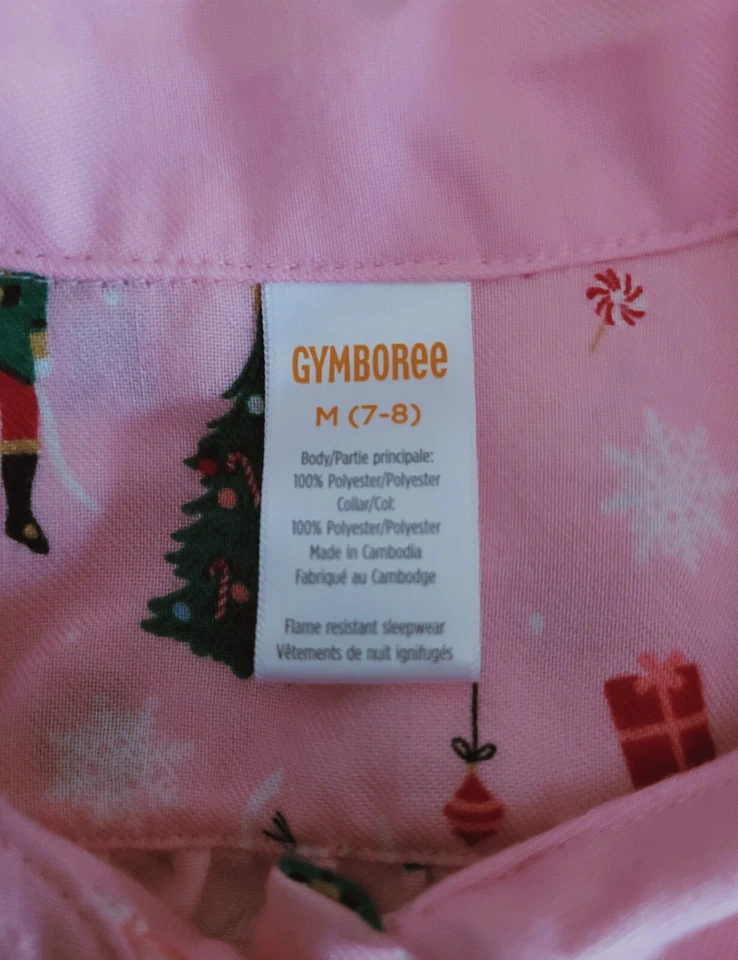 GYMBOREE
M (7-8)
Body/Partie principale:
100% Polyester/Polyester
Collar/Col:
100% Polyester/Polyester
Made in Cambodia
Fabriqué au Cambodge
Flame resistant sleepwear
Vêtements de nuit ignifugés